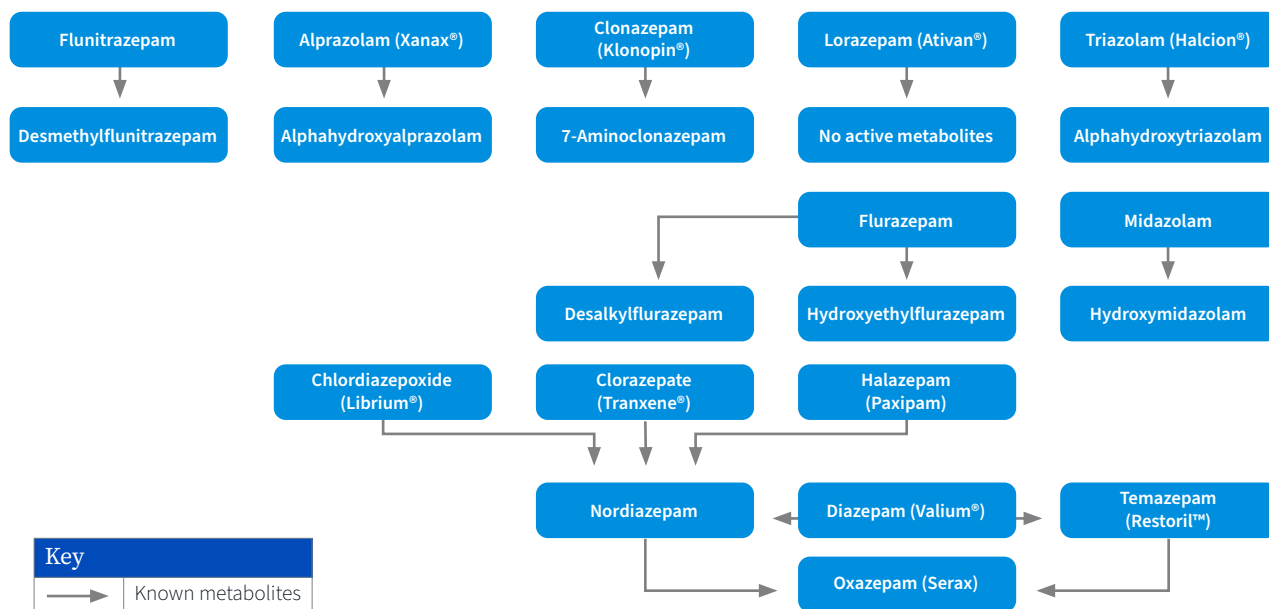 Flunitrazepam
Alprazolam (Xanax®)
Clonazepam
(Klonopin®)
Lorazepam (Ativan®)
Triazolam (Halcion®)
Desmethylflunitrazepam
Alphahydroxyalprazolam
7-Aminoclonazepam
No active metabolites
Alphahydroxytriazolam
Flurazepam
Midazolam
Desalkylflurazepam
Hydroxyethylflurazepam
Hydroxymidazolam
Chlordiazepoxide
(Librium®)
Clorazepate
(Tranxene®)
Halazepam
(Paxipam)
Nordiazepam
Diazepam (Valium®)
Temazepam
(Restoril™)
Oxazepam (Serax)
Key
Known metabolites